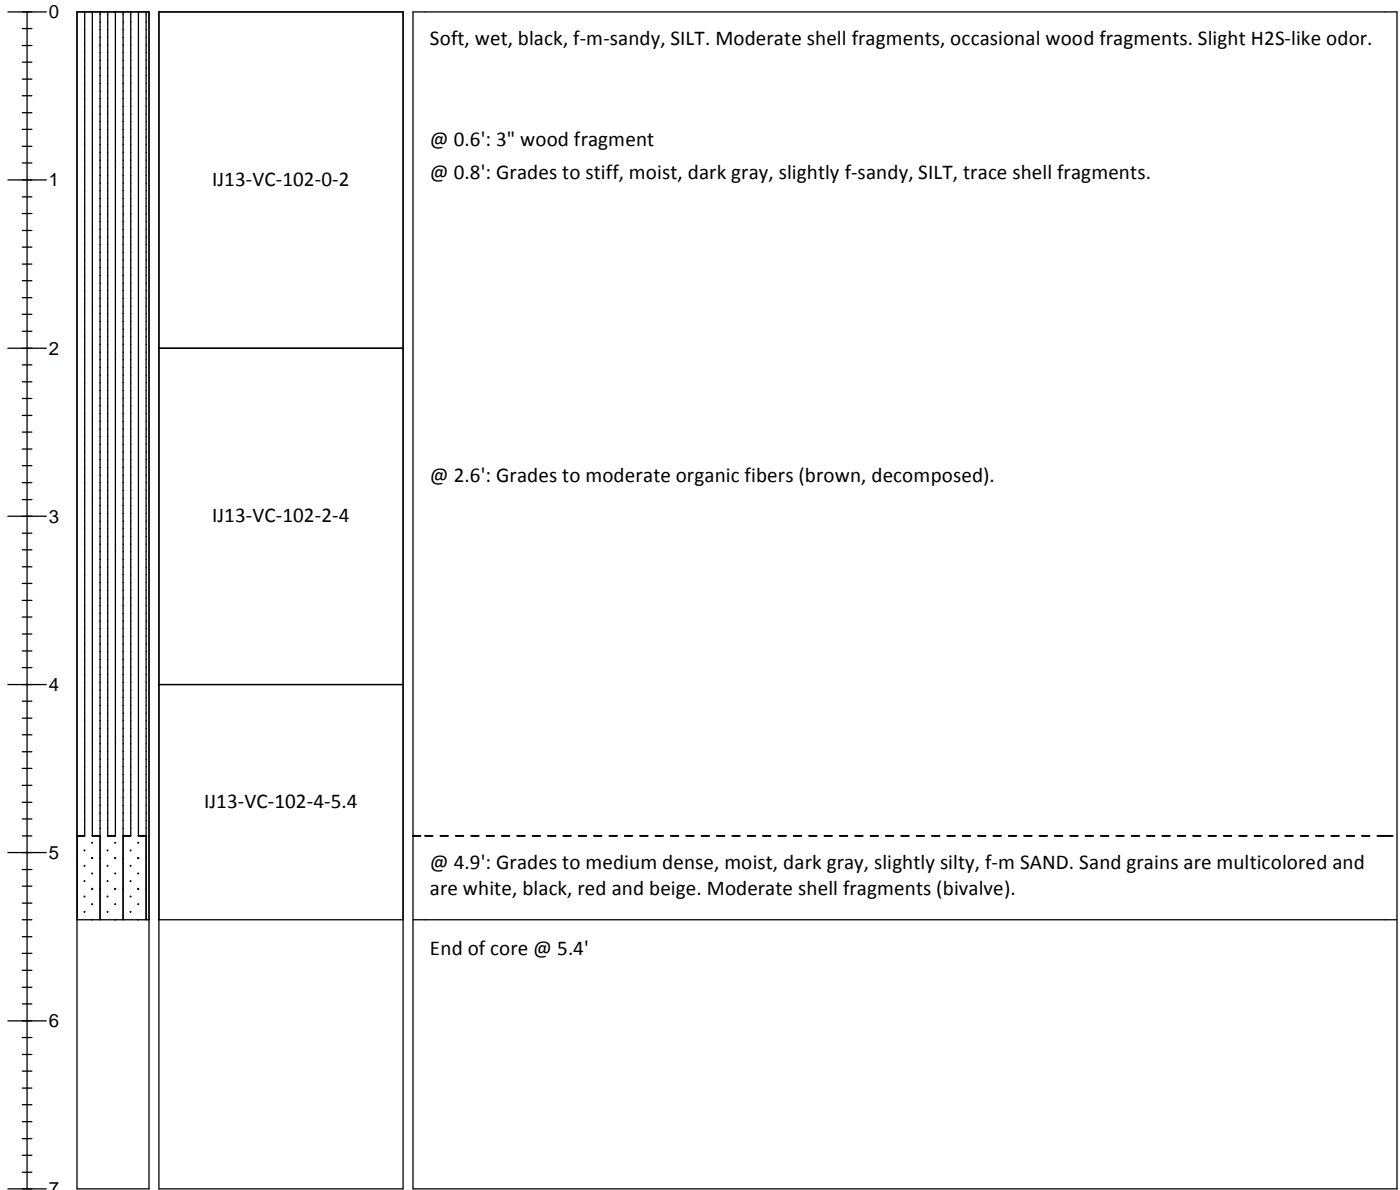 0
Soft, wet, black, f-m-sandy, SILT. Moderate shell fragments, occasional wood fragments. Slight H2S-like odor.
@ 0.6': 3" wood fragment
@ 0.8': Grades to stiff, moist, dark gray, slightly f-sandy, SILT, trace shell fragments.
1
IJ13-VC-102-0-2
2
@ 2.6': Grades to moderate organic fibers (brown, decomposed).
3
IJ13-VC-102-2-4
4
IJ13-VC-102-4-5.4
5
@ 4.9': Grades to medium dense, moist, dark gray, slightly silty, f-m SAND. Sand grains are multicolored and
are white, black, red and beige. Moderate shell fragments (bivalve).
End of core @ 5.4'
6
7